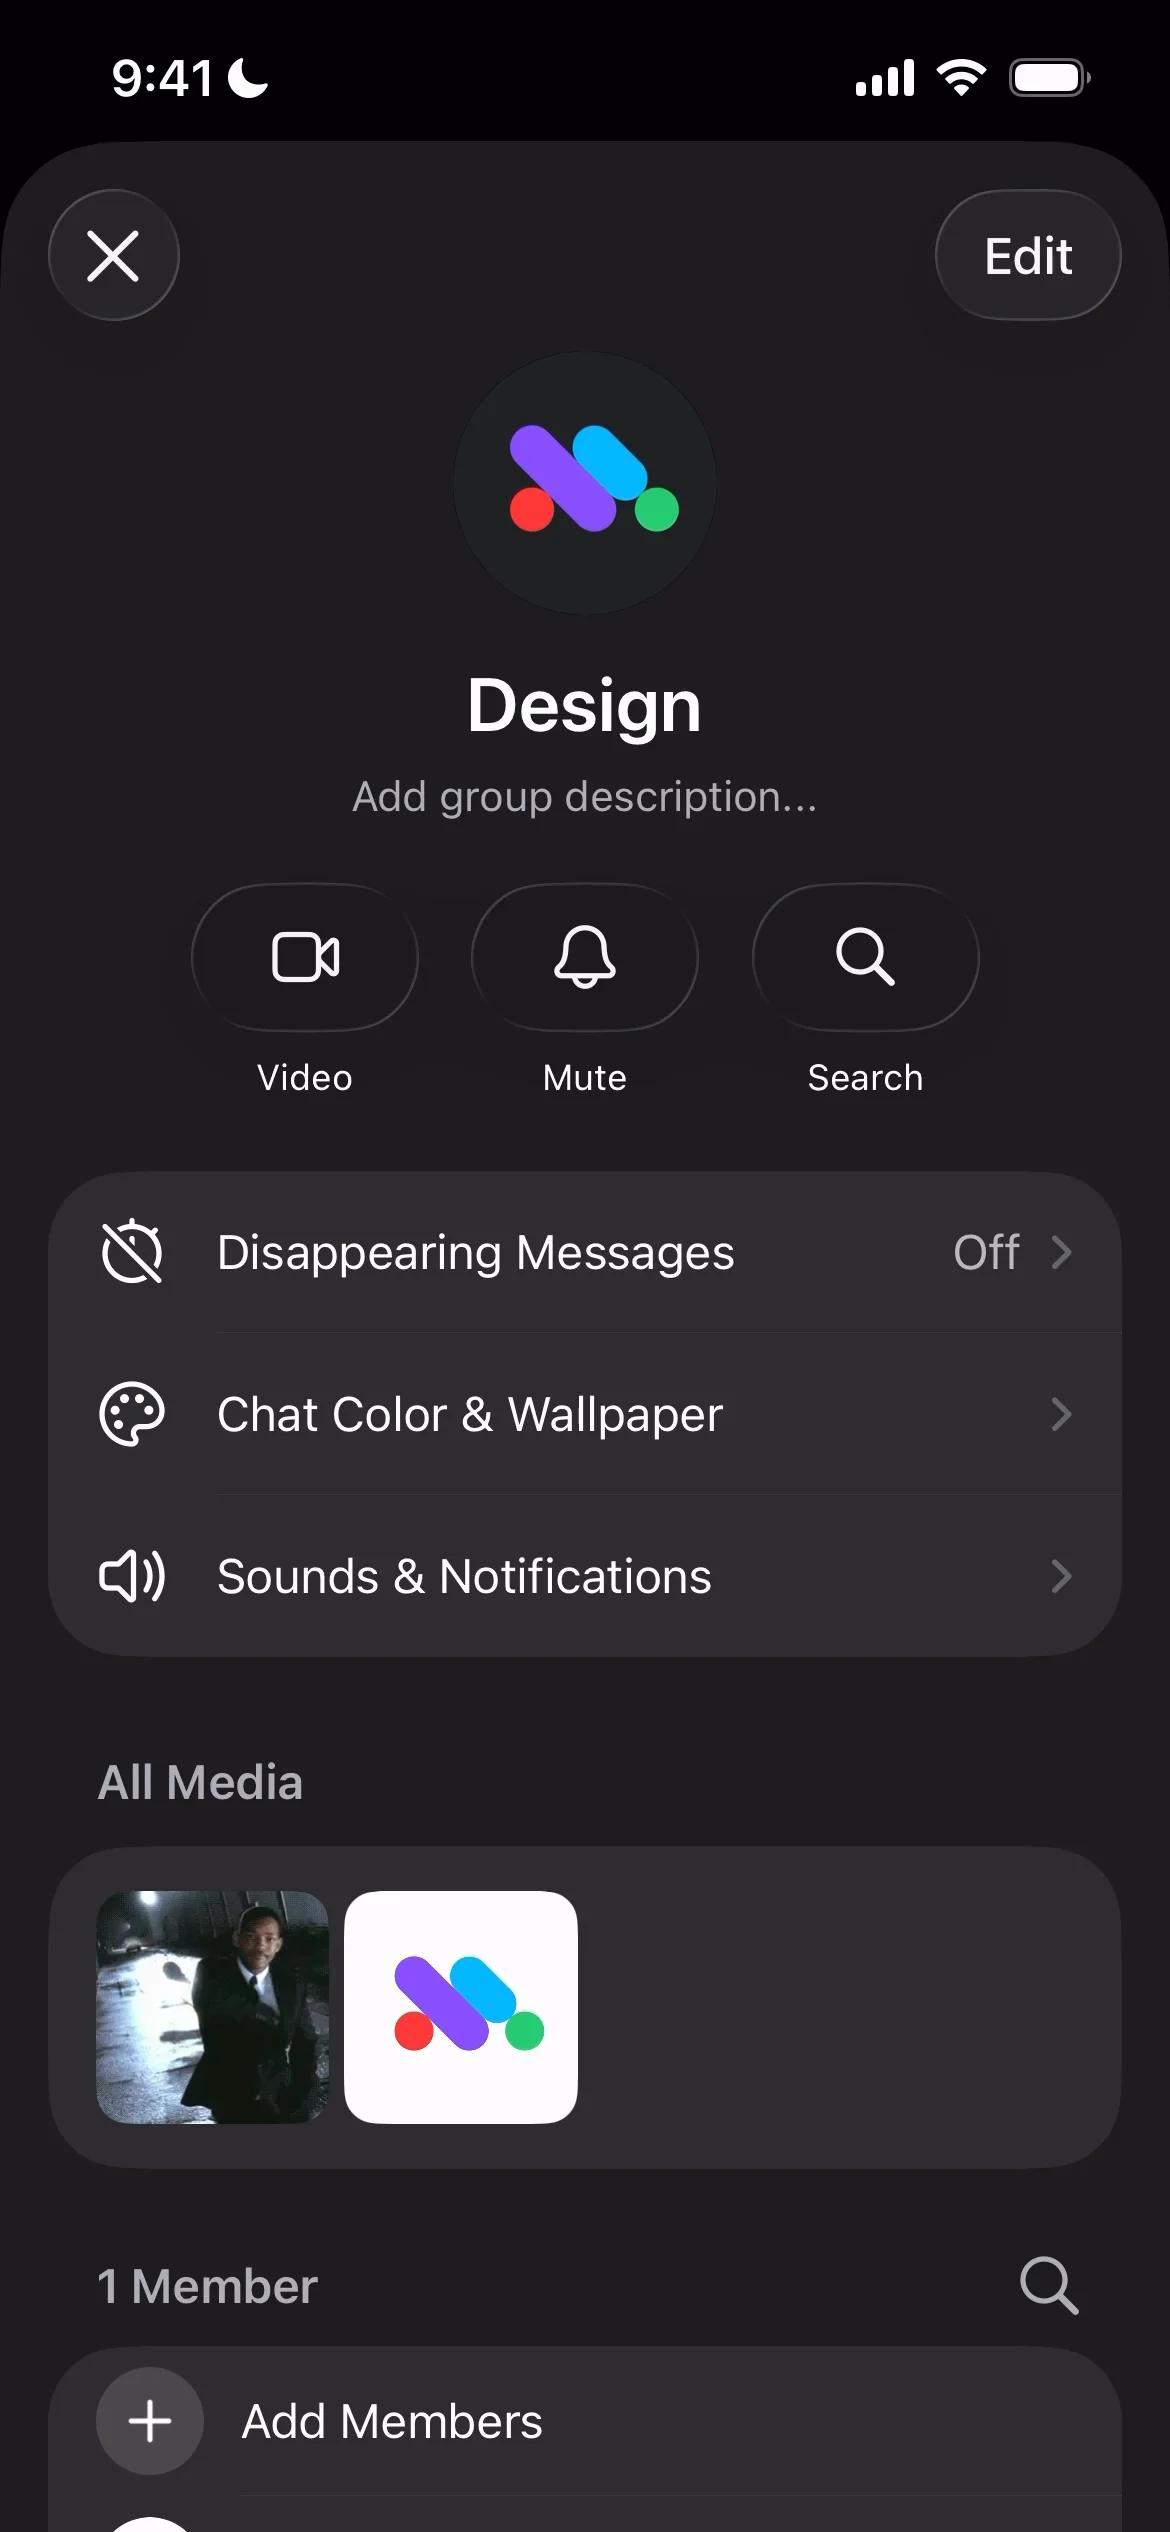 9:41
Edit
Design
Add group description...
Video
Mute
Search
Disappearing Messages
Off
Chat Color & Wallpaper
Sounds & Notifications
All Media
1 Member
Add Members